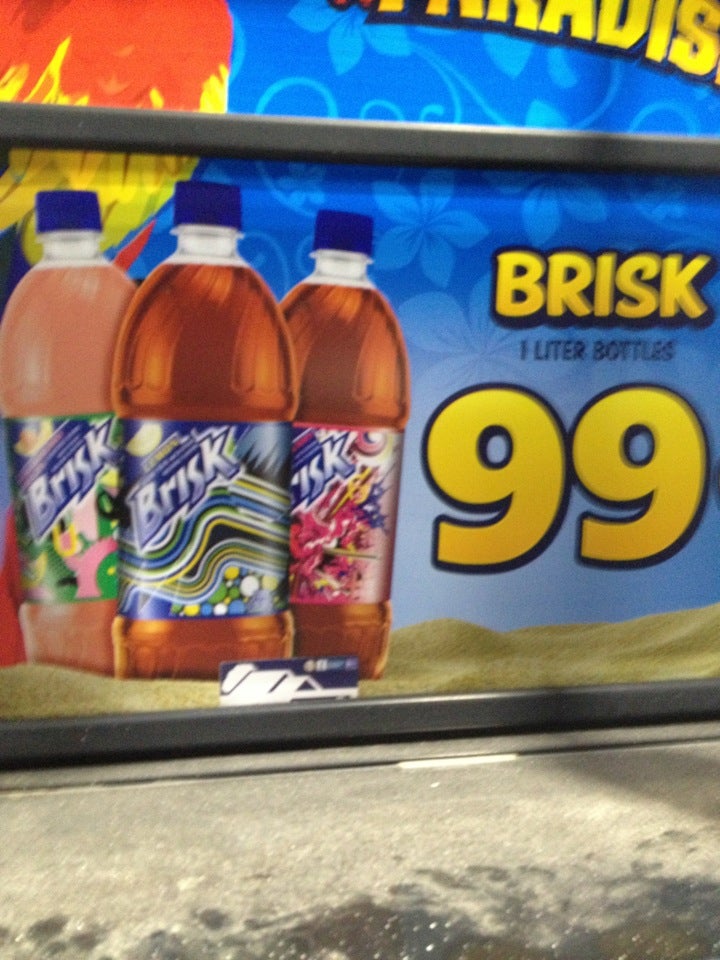 PARADIS
BRISK
1 LITER BOTTLES
99
Brisk
Brisk
isk